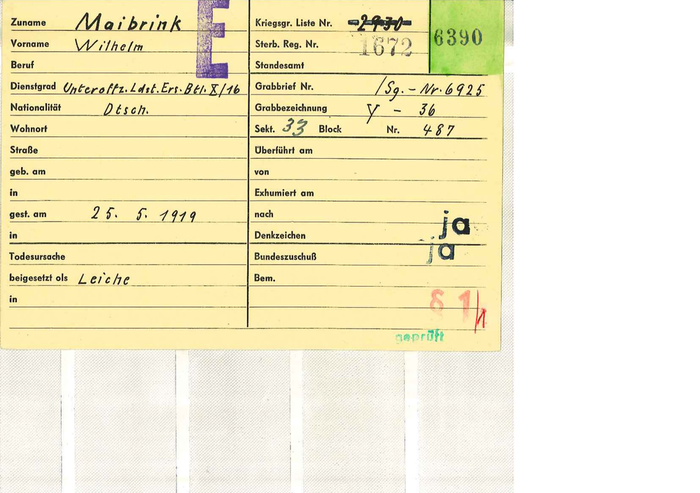 Zuname Maibrink E
Vorname Wilhelm
Beruf
Dienstgrad Unteroffz. Ldst. Ers. Btl. X/16
Nationalität Dtsch.
Wohnort
Straße
geb. am
in
gest. am 25. 5. 1919
in
Todesursache
beigesetzt als Leiche
in
Kriegsgr. Liste Nr. 2930 6390
Sterb. Reg. Nr. 1672
Standesamt
Grabbrief Nr. /Sg. - Nr. 6925
Grabbezeichnung Y - 36
Sekt. 33 Block Nr. 487
Überführt am
von
Exhumiert am
nach
Denkzeichen ja
Bundeszuschuß ja
Bem.
§ 1/1
geprüft